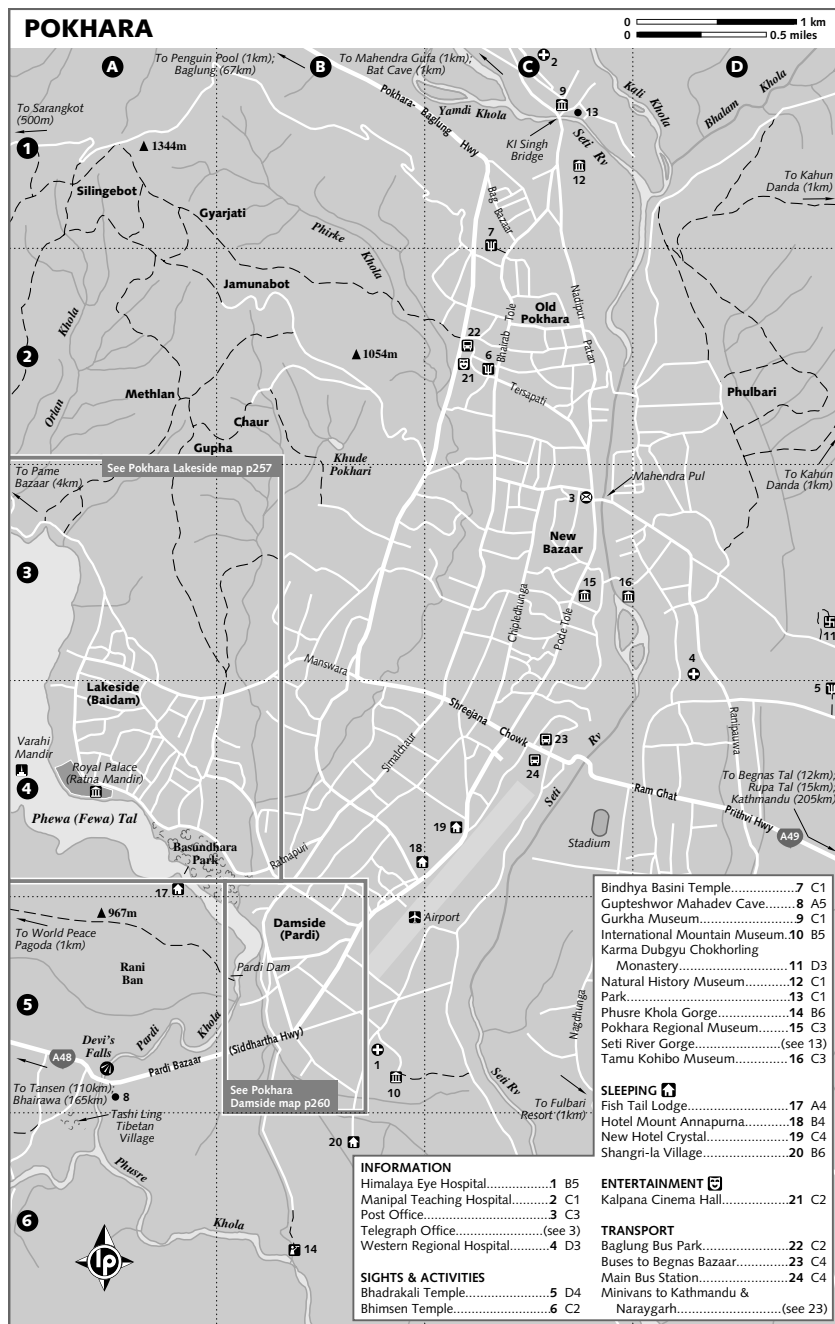 POKHARA
0 1 km
0 0.5 miles
A
B
C
D
To Penguin Pool (1km);
Baglung (67km)
To Mahendra Gufa (1km);
Bat Cave (1km)
2
9
13
Kali Khola
Bhalam Khola
To Sarangkot
(500m)
Pokhara- Baglung Hwy
Yamdi Khola
KI Singh
Bridge
Seti Rv
1
1344m
12
To Kahun
Danda (1km)
Silingebot
Gyarjati
Bag Bazaar
Phirke Khola
7
Jamunabot
Old
Pokhara
Nadipur
Patan
Bhairab Tole
Orlan Khola
2
22
1054m
21
6
Tersapati
Methlan
Chaur
Phulbari
Gupha
Khude
Pokhari
See Pokhara Lakeside map p257
To Pame
Bazaar (4km)
Mahendra Pul
To Kahun
Danda (1km)
3
New
Bazaar
3
15
16
Chipledhunga
Pode Tole
11
Manswara
4
Lakeside
(Baidam)
5
Shreejana Chowk
Simalchaur
23
24
Seti Rv
Ranipauwa
Varahi
Mandir
Royal Palace
(Ratna Mandir)
4
To Begnas Tal (12km);
Rupa Tal (15km);
Kathmandu (205km)
Ram Ghat
Prithvi Hwy
A49
Phewa (Fewa) Tal
19
Stadium
Basundhara
Park
Ratnapuri
18
17
967m
To World Peace
Pagoda (1km)
Damside
(Pardi)
Airport
Rani
Ban
Pardi Dam
5
Pardi Khola
Devi's
Falls
A48
Pardi Bazaar
(Siddhartha Hwy)
1
10
Nagdhunga
Seti Rv
To Tansen (110km);
Bhairawa (165km)
8
See Pokhara
Damside map p260
To Fulbari
Resort (1km)
Tashi Ling
Tibetan
Village
20
Phusre Khola
6
14
lp
INFORMATION
Himalaya Eye Hospital.................1 B5
Manipal Teaching Hospital..........2 C1
Post Office..................................3 C3
Telegraph Office......................(see 3)
Western Regional Hospital..........4 D3
SIGHTS & ACTIVITIES
Bhadrakali Temple......................5 D4
Bhimsen Temple.........................6 C2
Bindhya Basini Temple.................7 C1
Gupteshwor Mahadev Cave........8 A5
Gurkha Museum.........................9 C1
International Mountain Museum.10 B5
Karma Dubgyu Chokhorling
Monastery.............................11 D3
Natural History Museum............12 C1
Park..........................................13 C1
Phusre Khola Gorge..................14 B6
Pokhara Regional Museum........15 C3
Seti River Gorge.....................(see 13)
Tamu Kohibo Museum..............16 C3
SLEEPING
Fish Tail Lodge..........................17 A4
Hotel Mount Annapurna...........18 B4
New Hotel Crystal.....................19 C4
Shangri-la Village......................20 B6
ENTERTAINMENT
Kalpana Cinema Hall.................21 C2
TRANSPORT
Baglung Bus Park......................22 C2
Buses to Begnas Bazaar.............23 C4
Main Bus Station.......................24 C4
Minivans to Kathmandu &
Naraygarh............................(see 23)